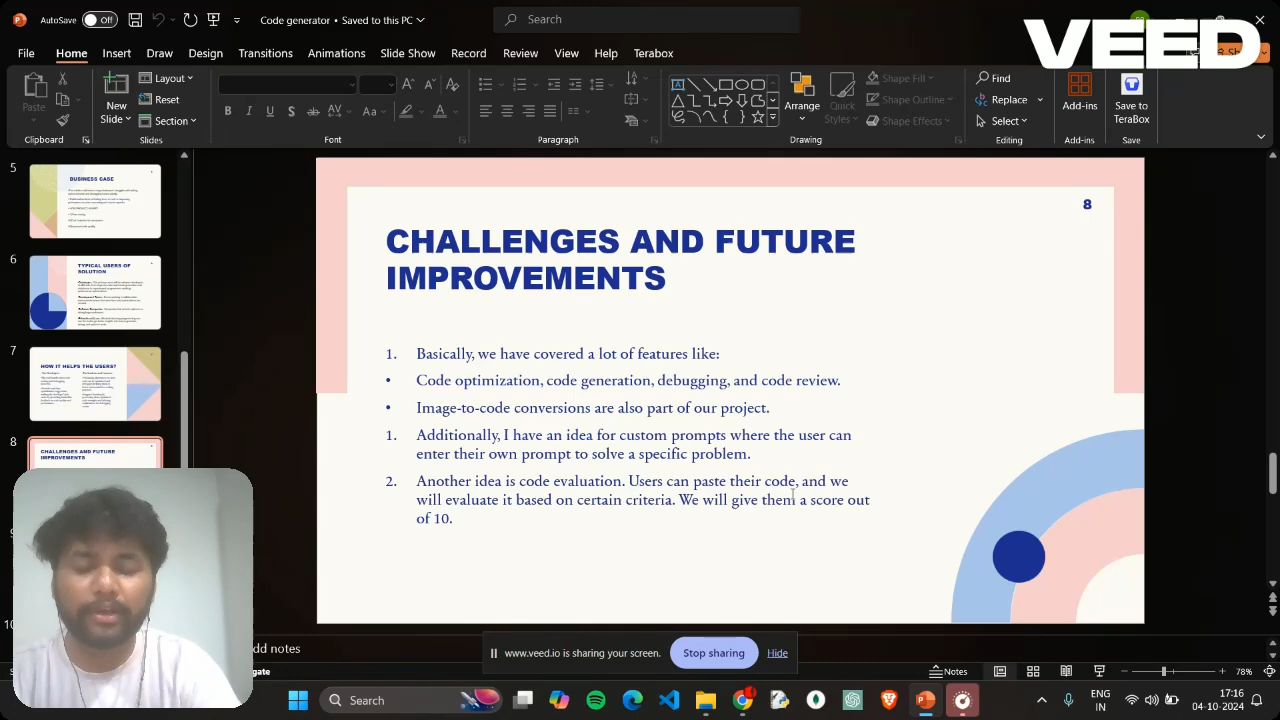 AutoSave Off Code generator • Saved to this PC Search
VEED
File Home Insert Draw Design Transitions Animations Slide Show Record Review View Help Terabox
Paste New Slide Layout Reset Section
B I U S ab AV Aa A
Arrange Quick Styles Shape Fill Shape Outline Shape Effects
Find Replace Select
Add-ins Save to TeraBox
Clipboard Slides Font Paragraph Drawing Editing Add-ins Save
5
BUSINESS CASE
6
TYPICAL USERS OF
SOLUTION
7
HOW IT HELPS THE USERS?
8
CHALLENGES AND FUTURE
IMPROVEMENTS
8
CHALLENGES AND FUTURE
IMPROVEMENTS
1. Basically, we have covered a lot of features like:
• Code optimization, code generation, debugging, and code review.
• Image-to-code conversions are also part of our project.
1. Additionally, I have an idea for custom prompts where the user can
enter their own prompt to solve a specific problem.
2. Another idea is code evaluation. Users can paste their code, and we
will evaluate it based on certain criteria. We will give them a score out
of 10.
dd notes
www.veed.io is sharing your screen. Stop sharing Hide
gate Notes 78%
Search ENG 17:16
IN 04-10-2024